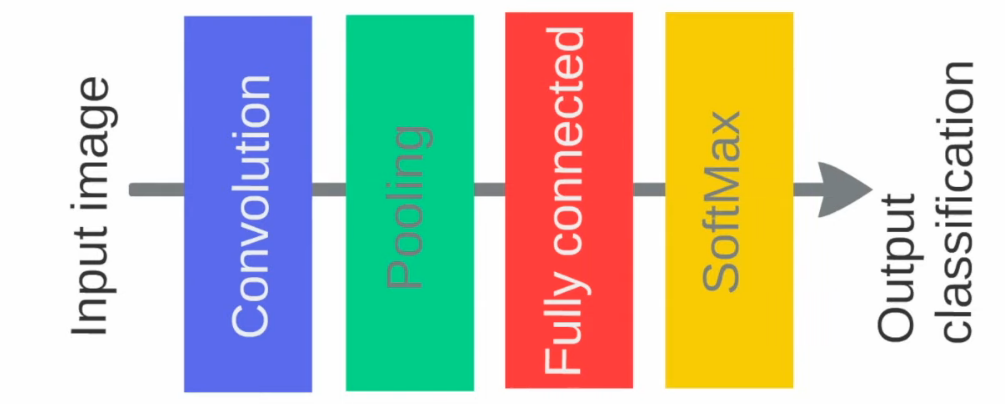 Input image
Convolution
Pooling
Fully connected
SoftMax
Output
classification